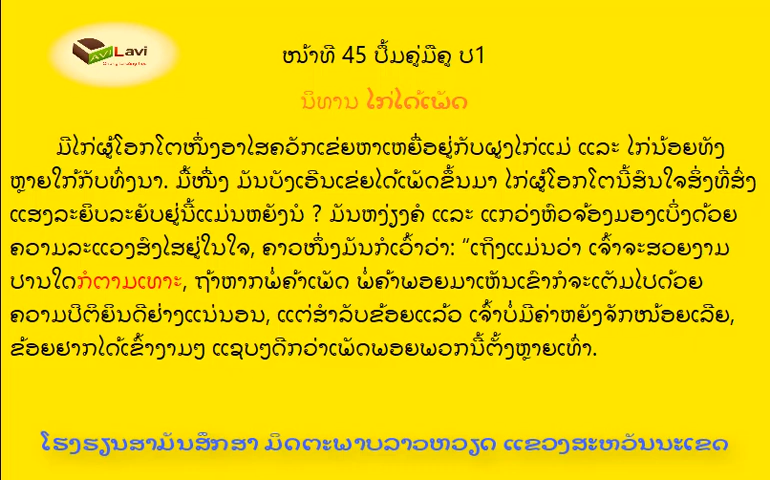 Lavi
AVI
ໜ້າທີ 45 ປຶ້ມຄູ່ມືຄູ ປ1
ນິທານ ໄກ່ໄດ້ເພັດ
ມີໄກ່ຜູ້ໂອກໂຕໜຶ່ງອາໄສຄວັກເຂ່ຍຫາເຫຍື່ອຢູ່ກັບຝູງໄກ່ແມ່ ແລະ ໄກ່ນ້ອຍທັງ
ຫຼາຍໃກ້ກັບທົ່ງນາ. ມື້ໜຶ່ງ ມັນບັງເອີນເຂ່ຍໄດ້ເພັດຂຶ້ນມາ ໄກ່ຜູ້ໂອກໂຕນີ້ສົນໃຈສິ່ງທີ່ສົ່ງ
ແສງລະຍິບລະຍັບຢູ່ນີ້ແມ່ນຫຍັງນໍ ? ມັນຫງ່ຽງຄໍ ແລະ ແກວ່ງຫົວຈ້ອງມອງເບິ່ງດ້ວຍ
ຄວາມລະແວງສົງໄສຢູ່ໃນໃຈ, ຄາວໜຶ່ງມັນກໍເວົ້າວ່າ: “ເຖິງແມ່ນວ່າ ເຈົ້າຈະສວຍງາມ
ປານໃດກໍຕາມເທາະ, ຖ້າຫາກພໍ່ຄ້າເພັດ ພໍ່ຄ້າພອຍມາເຫັນເຂົາກໍຈະເຕັມໄປດ້ວຍ
ຄວາມປິຕິຍິນດີຢ່າງແນ່ນອນ, ແຕ່ສຳລັບຂ້ອຍແລ້ວ ເຈົ້າບໍ່ມີຄ່າຫຍັງຈັກໜ້ອຍເລີຍ,
ຂ້ອຍຢາກໄດ້ເຂົ້າງາມໆ ແຊບໆດີກວ່າເພັດພອຍພວກນີ້ຕັ້ງຫຼາຍເທົ່າ.
ໂຮງຮຽນສາມັນສຶກສາ ມິດຕະພາບລາວຫວຽດ ແຂວງສະຫວັນນະເຂດ